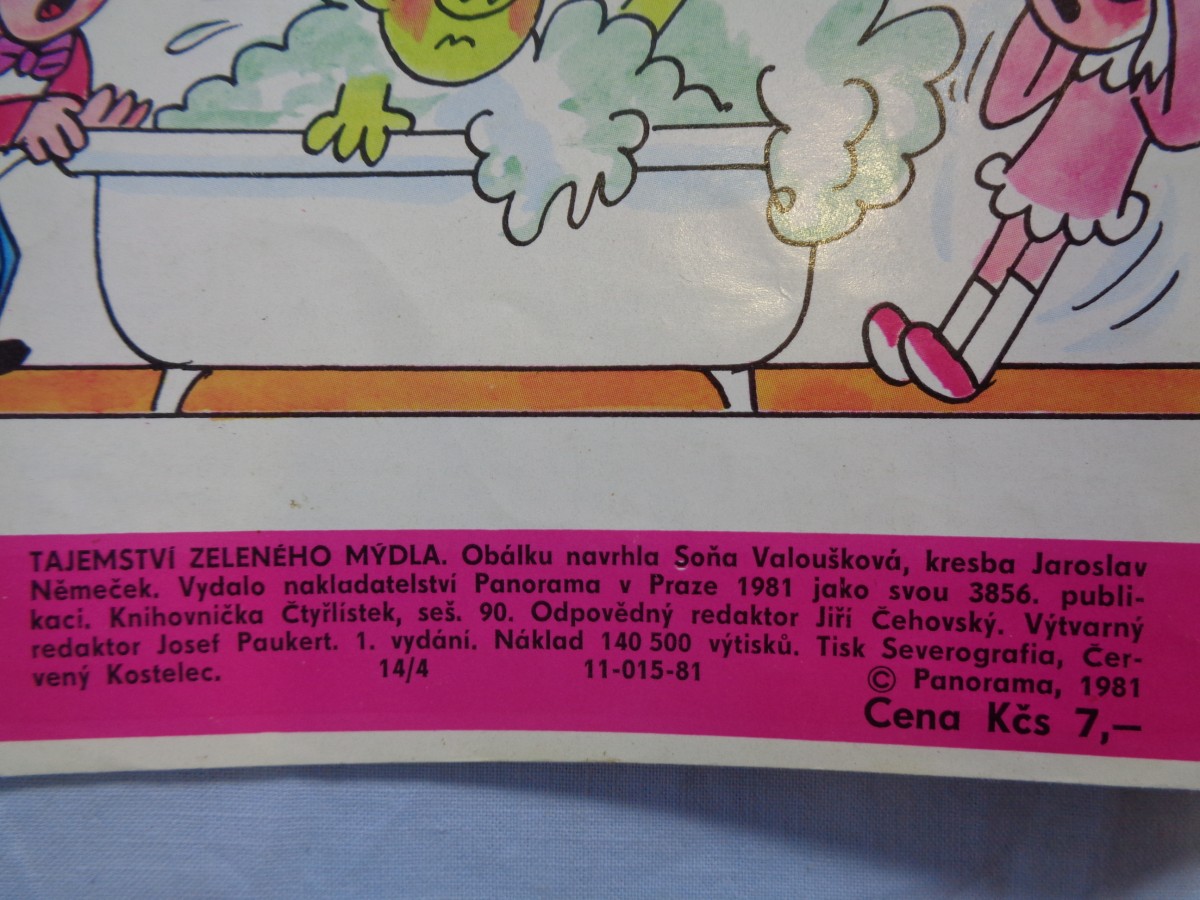 TAJEMSTVÍ ZELENÉHO MÝDLA. Obálku navrhla Soňa Valoušková, kresba Jaroslav
Němeček. Vydalo nakladatelství Panorama v Praze 1981 jako svou 3856. publi-
kaci. Knihovnička Čtyřlístek, seš. 90. Odpovědný redaktor Jiří Čehovský. Výtvarný
redaktor Josef Paukert. 1. vydání. Náklad 140 500 výtisků. Tisk Severografia, Čer-
vený Kostelec. 14/4 11-015-81 © Panorama, 1981
Cena Kčs 7,—